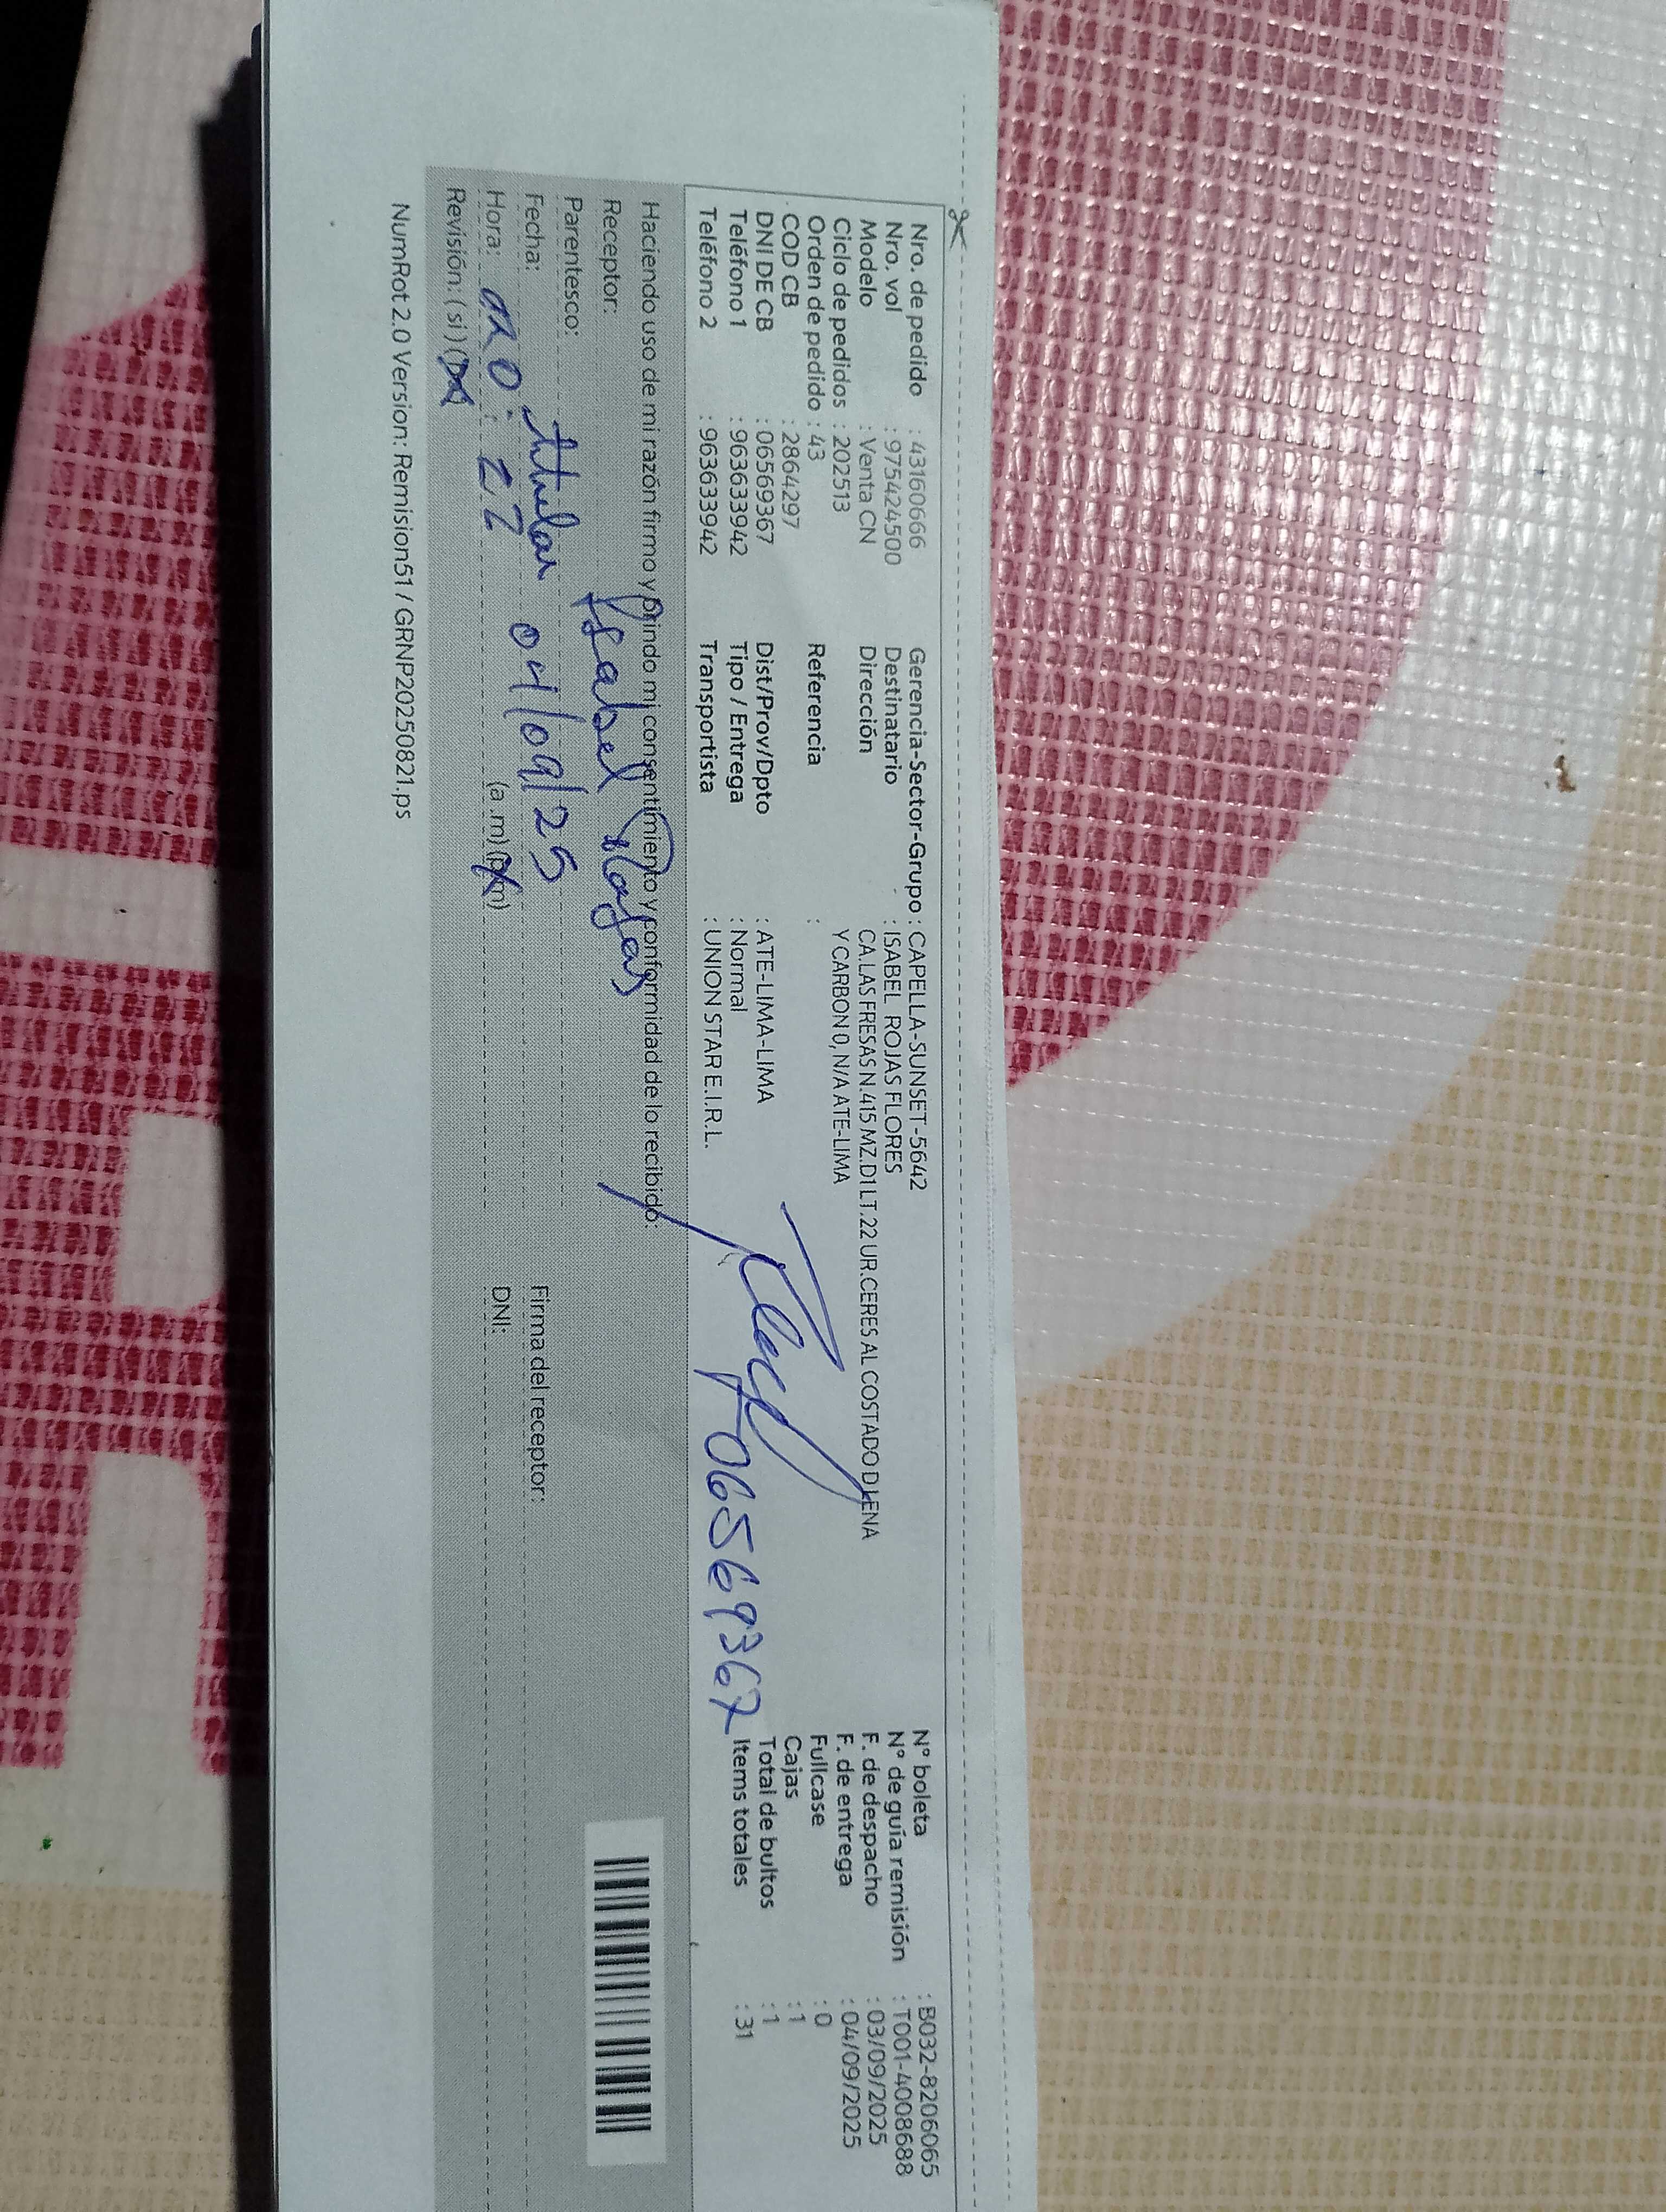 Nro. de pedido : 43160666
Nro. vol : 975424500
Modelo : Venta CN
Ciclo de pedidos : 202513
Orden de pedido : 43
COD CB : 2864297
DNI DE CB : 06569367
Teléfono 1 : 963633942
Teléfono 2 : 963633942
Gerencia-Sector-Grupo : CAPELLA-SUNSET-5642
Destinatario : ISABEL ROJAS FLORES
Dirección : CA.LAS FRESAS N.415 MZ.D1 LT.22 UR.CERES AL COSTADO D LENA
Y CARBON 0, N/A ATE-LIMA
Referencia :
Dist/Prov/Dpto : ATE-LIMA-LIMA
Tipo / Entrega : Normal
Transportista : UNION STAR E.I.R.L.
N° boleta : B032-8206065
N° de guía remisión : T001-4008688
F. de despacho : 03/09/2025
F. de entrega : 04/09/2025
Fullcase : 0
Cajas : 1
Total de bultos : 1
Items totales : 31
06569367
Haciendo uso de mi razón firmo y brindo mi consentimiento y conformidad de lo recibido:
Receptor: Isabel Rojas
Parentesco: titular
Fecha: 04/09/25
Hora: (a.m) (p.m)
Revisión: ( si ) (no)
Firma del receptor:
DNI:
NumRot 2.0 Version: Remision51 / GRNP20250821.ps